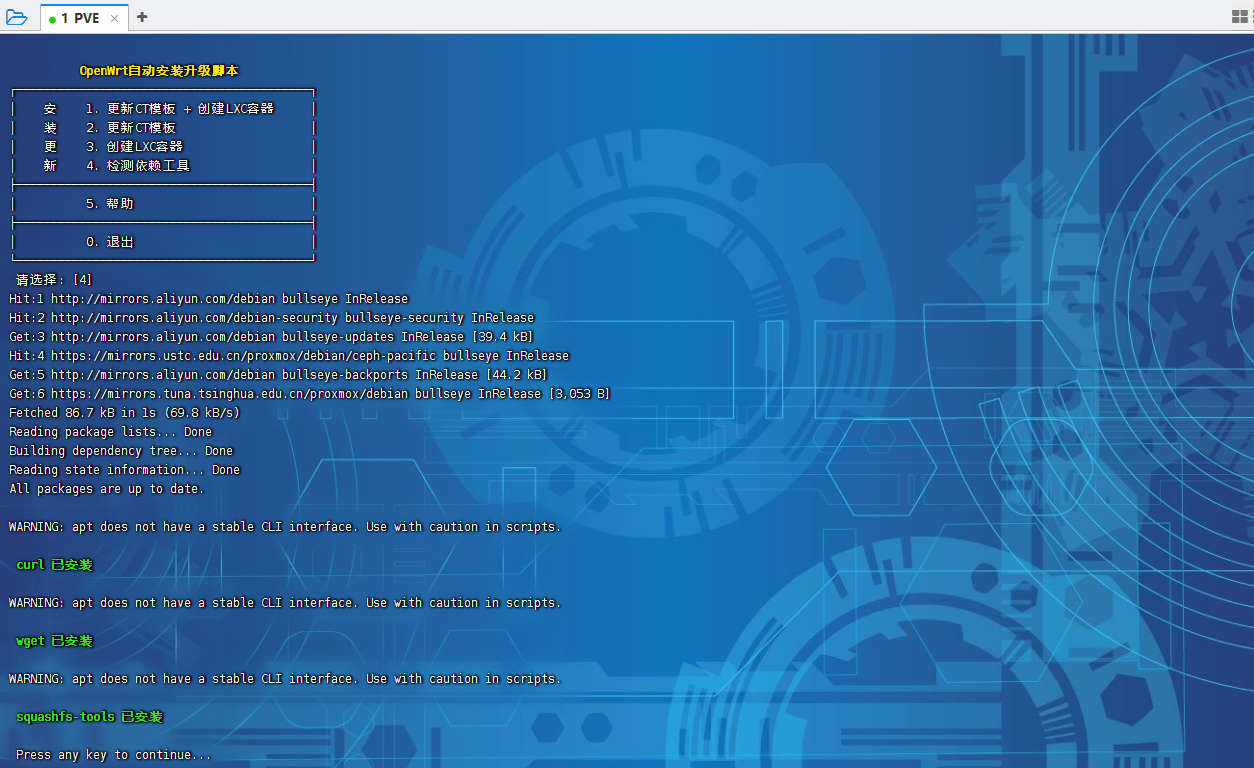 1 PVE × +
OpenWrt自动安装升级脚本
安 1. 更新CT模板 + 创建LXC容器
装 2. 更新CT模板
更 3. 创建LXC容器
新 4. 检测依赖工具
5. 帮助
0. 退出
请选择: [4]
Hit:1 http://mirrors.aliyun.com/debian bullseye InRelease
Hit:2 http://mirrors.aliyun.com/debian-security bullseye-security InRelease
Get:3 http://mirrors.aliyun.com/debian bullseye-updates InRelease [39.4 kB]
Hit:4 https://mirrors.ustc.edu.cn/proxmox/debian/ceph-pacific bullseye InRelease
Get:5 http://mirrors.aliyun.com/debian bullseye-backports InRelease [44.2 kB]
Get:6 https://mirrors.tuna.tsinghua.edu.cn/proxmox/debian bullseye InRelease [3,053 B]
Fetched 86.7 kB in 1s (69.8 kB/s)
Reading package lists... Done
Building dependency tree... Done
Reading state information... Done
All packages are up to date.
WARNING: apt does not have a stable CLI interface. Use with caution in scripts.
curl 已安装
WARNING: apt does not have a stable CLI interface. Use with caution in scripts.
wget 已安装
WARNING: apt does not have a stable CLI interface. Use with caution in scripts.
squashfs-tools 已安装
Press any key to continue...